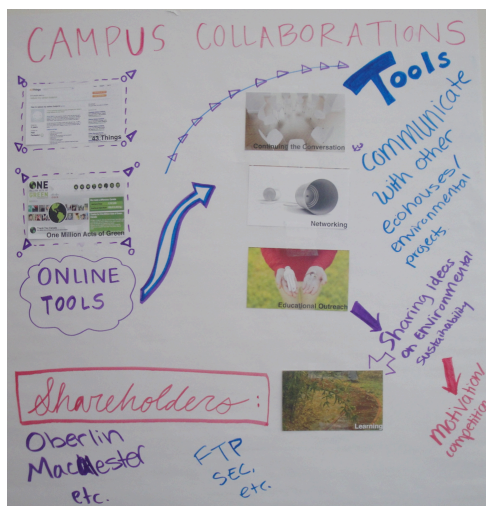 CAMPUS COLLABORATIONS
Tools
43 Things
Continuing the Conversation
Communicate
with other
ecohouses/
environmental
projects
ONE
One Million Acts of Green
Networking
ONLINE
TOOLS
Educational Outreach
Sharing Ideas
on Environmental
sustainability
Learning
Motivation/
competition
Shareholders:
Oberlin
Macalester
etc.
FTP
SEC,
etc.